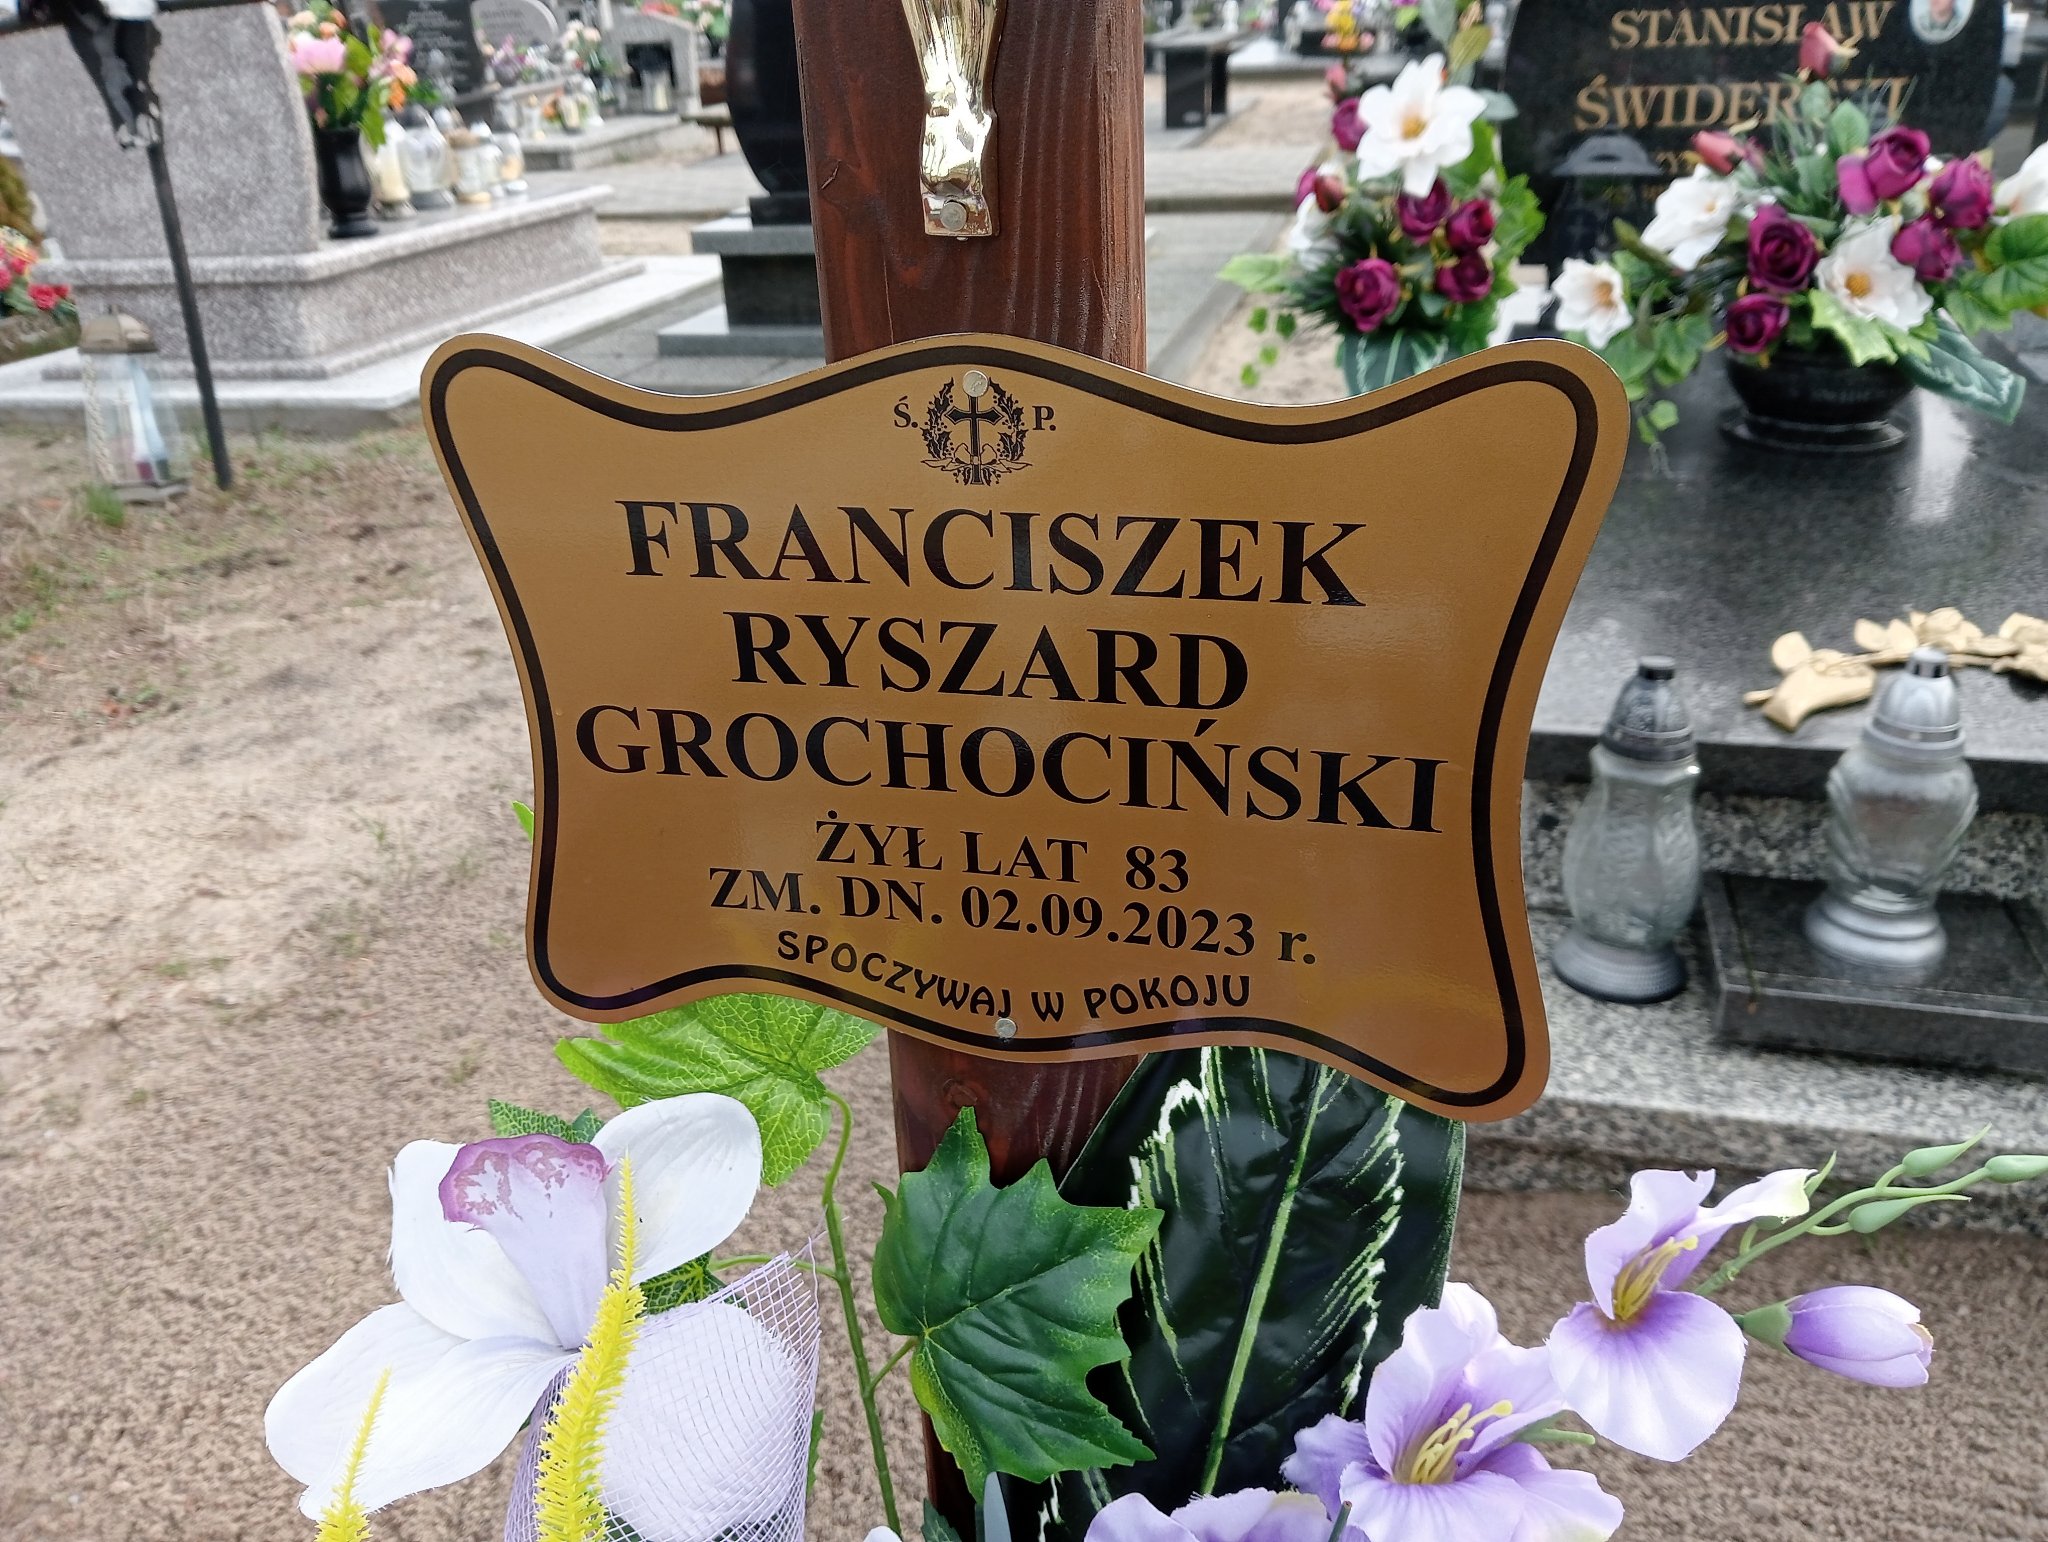 STANISŁAW
Ś. P.
FRANCISZEK
RYSZARD
GROCHOCIŃSKI
ŻYŁ LAT 83
ZM. DN. 02.09.2023 r.
SPOCZYWAJ W POKOJU